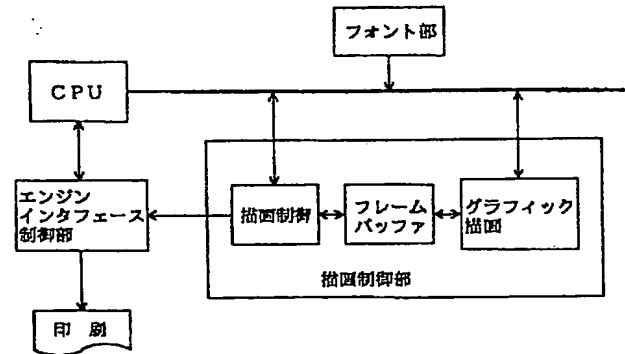 フォント部
CPU
エンジン
インタフェース
制御部
描画制御
フレーム
バッファ
グラフィック
描画
描画制御部
印 刷